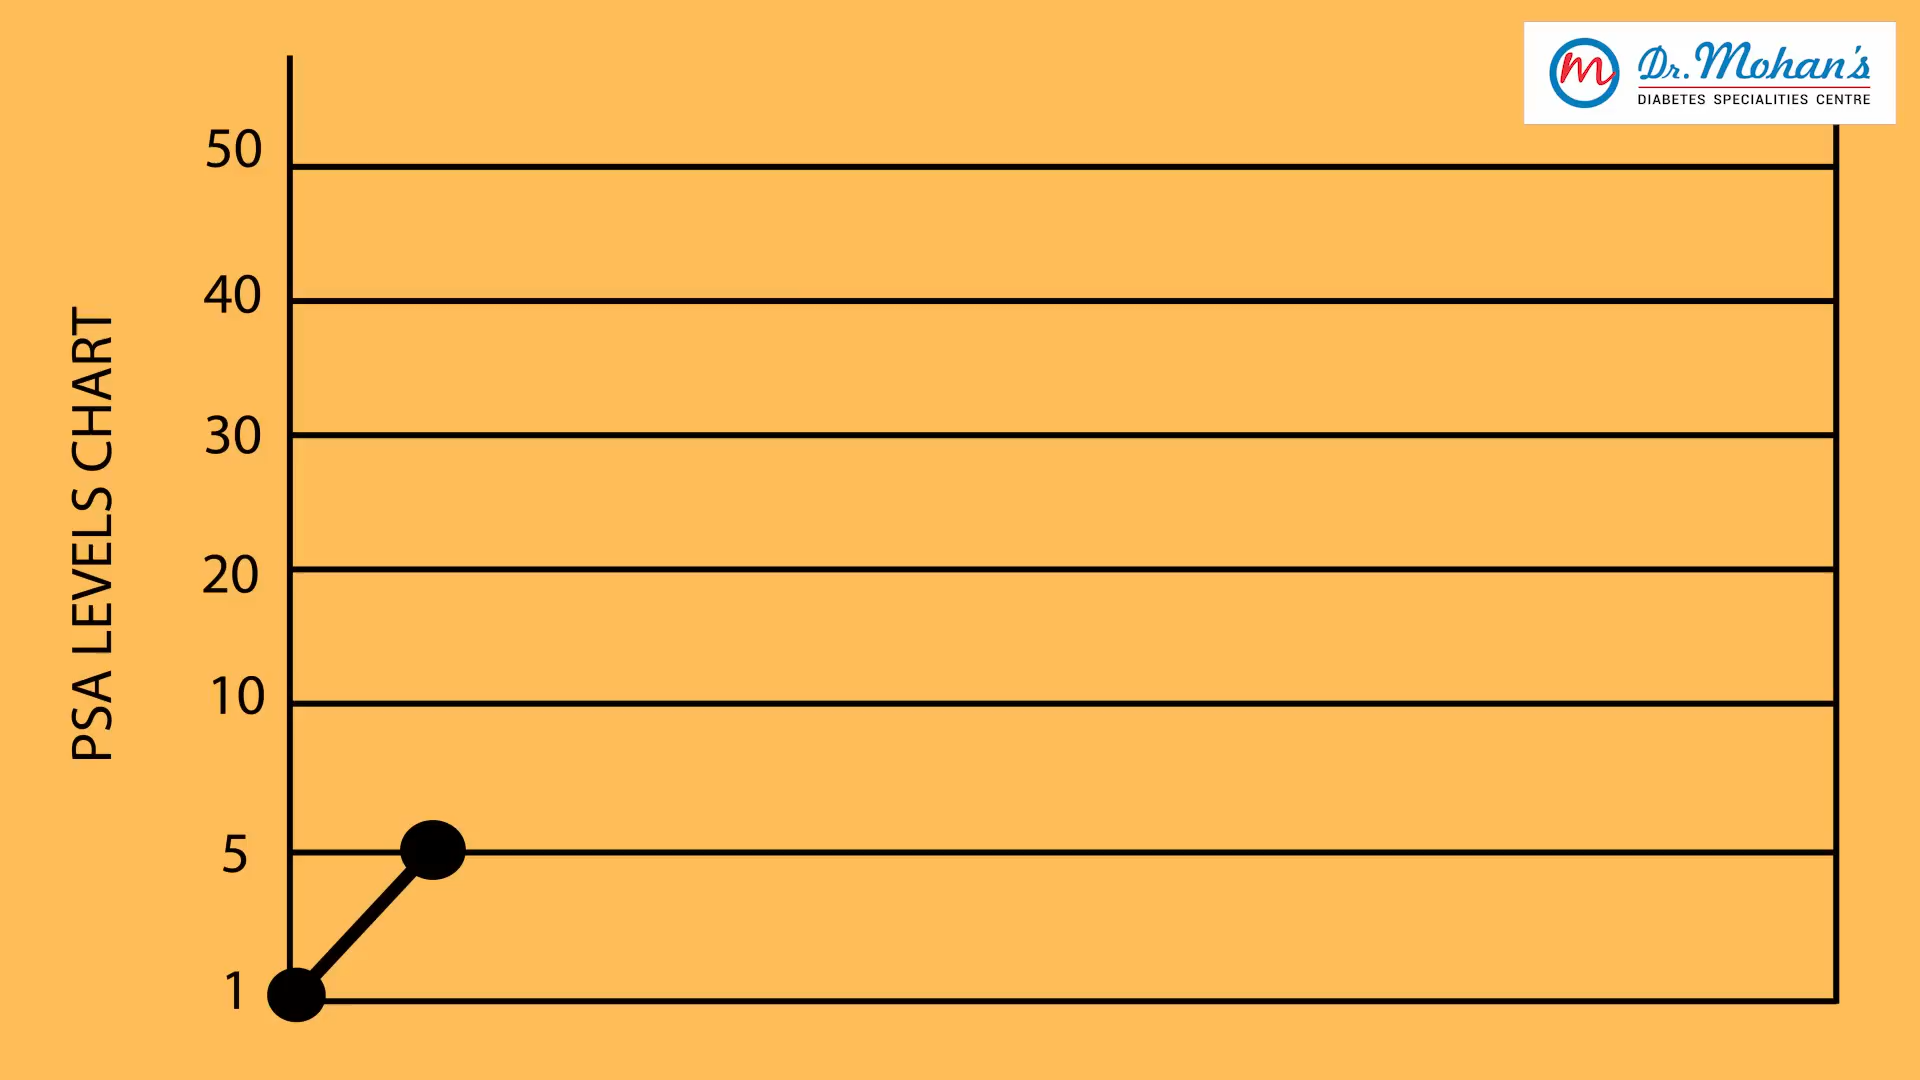 Dr. Mohan's
DIABETES SPECIALITIES CENTRE
PSA LEVELS CHART
50
40
30
20
10
5
1